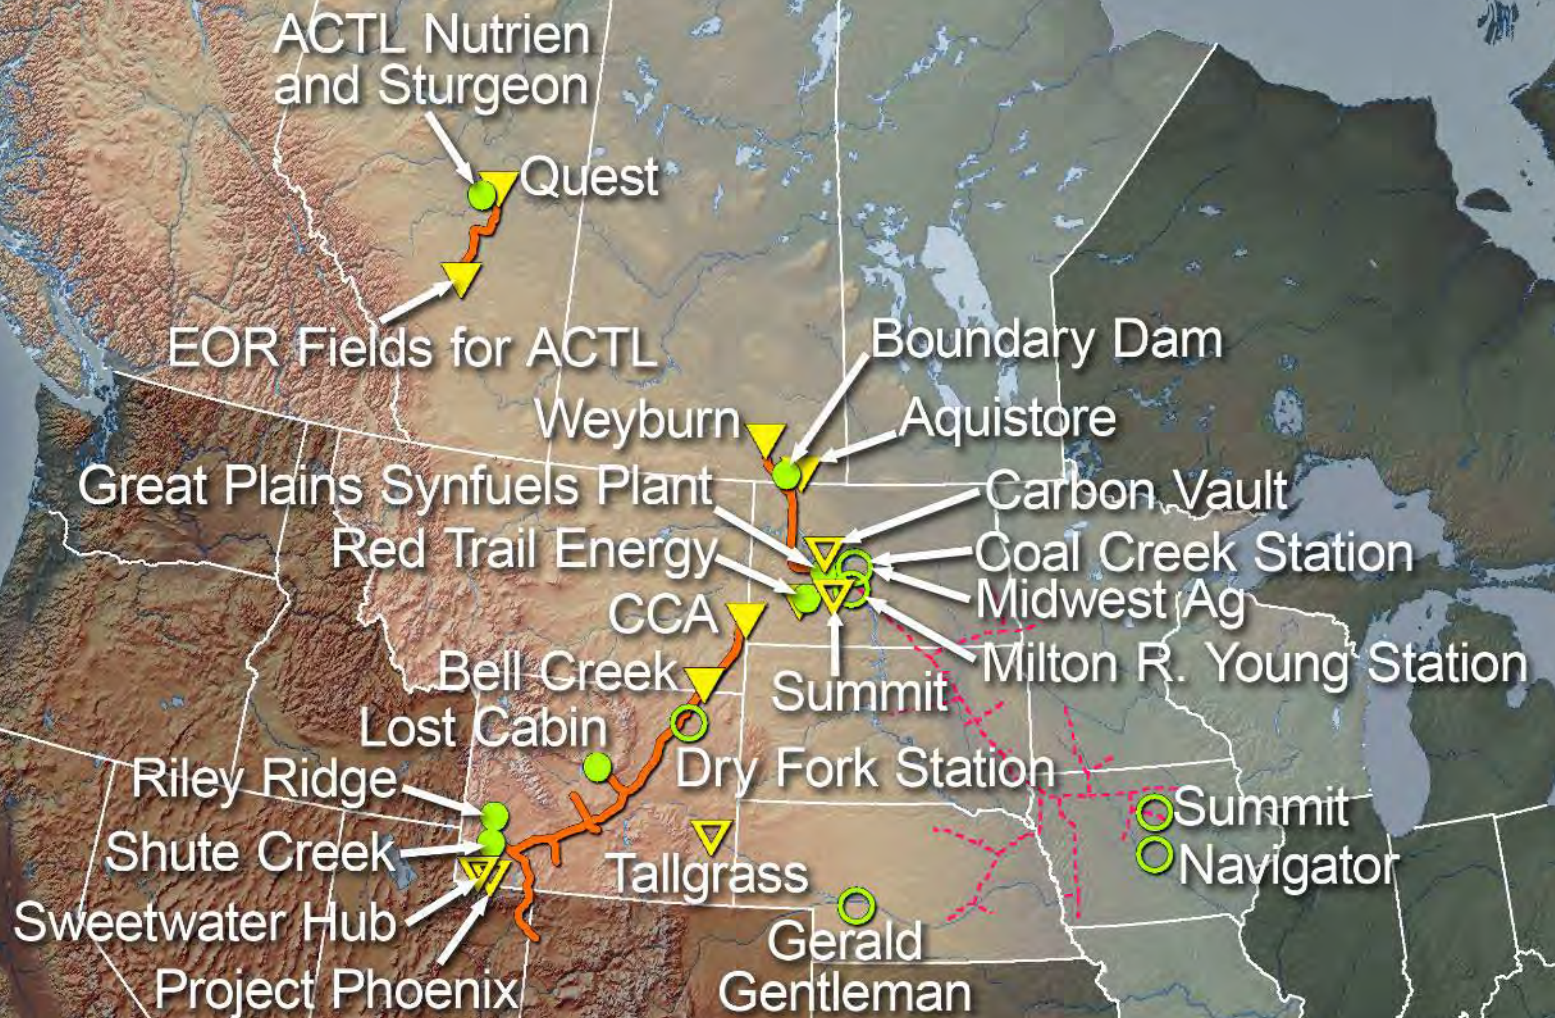 ACTL Nutrien
and Sturgeon
Quest
EOR Fields for ACTL
Boundary Dam
Weyburn
Aquistore
Great Plains Synfuels Plant
Carbon Vault
Red Trail Energy
Coal Creek Station
Midwest Ag
CCA
Milton R. Young Station
Bell Creek
Summit
Lost Cabin
Dry Fork Station
Riley Ridge
Summit
Shute Creek
Tallgrass
Navigator
Sweetwater Hub
Gerald
Gentleman
Project Phoenix